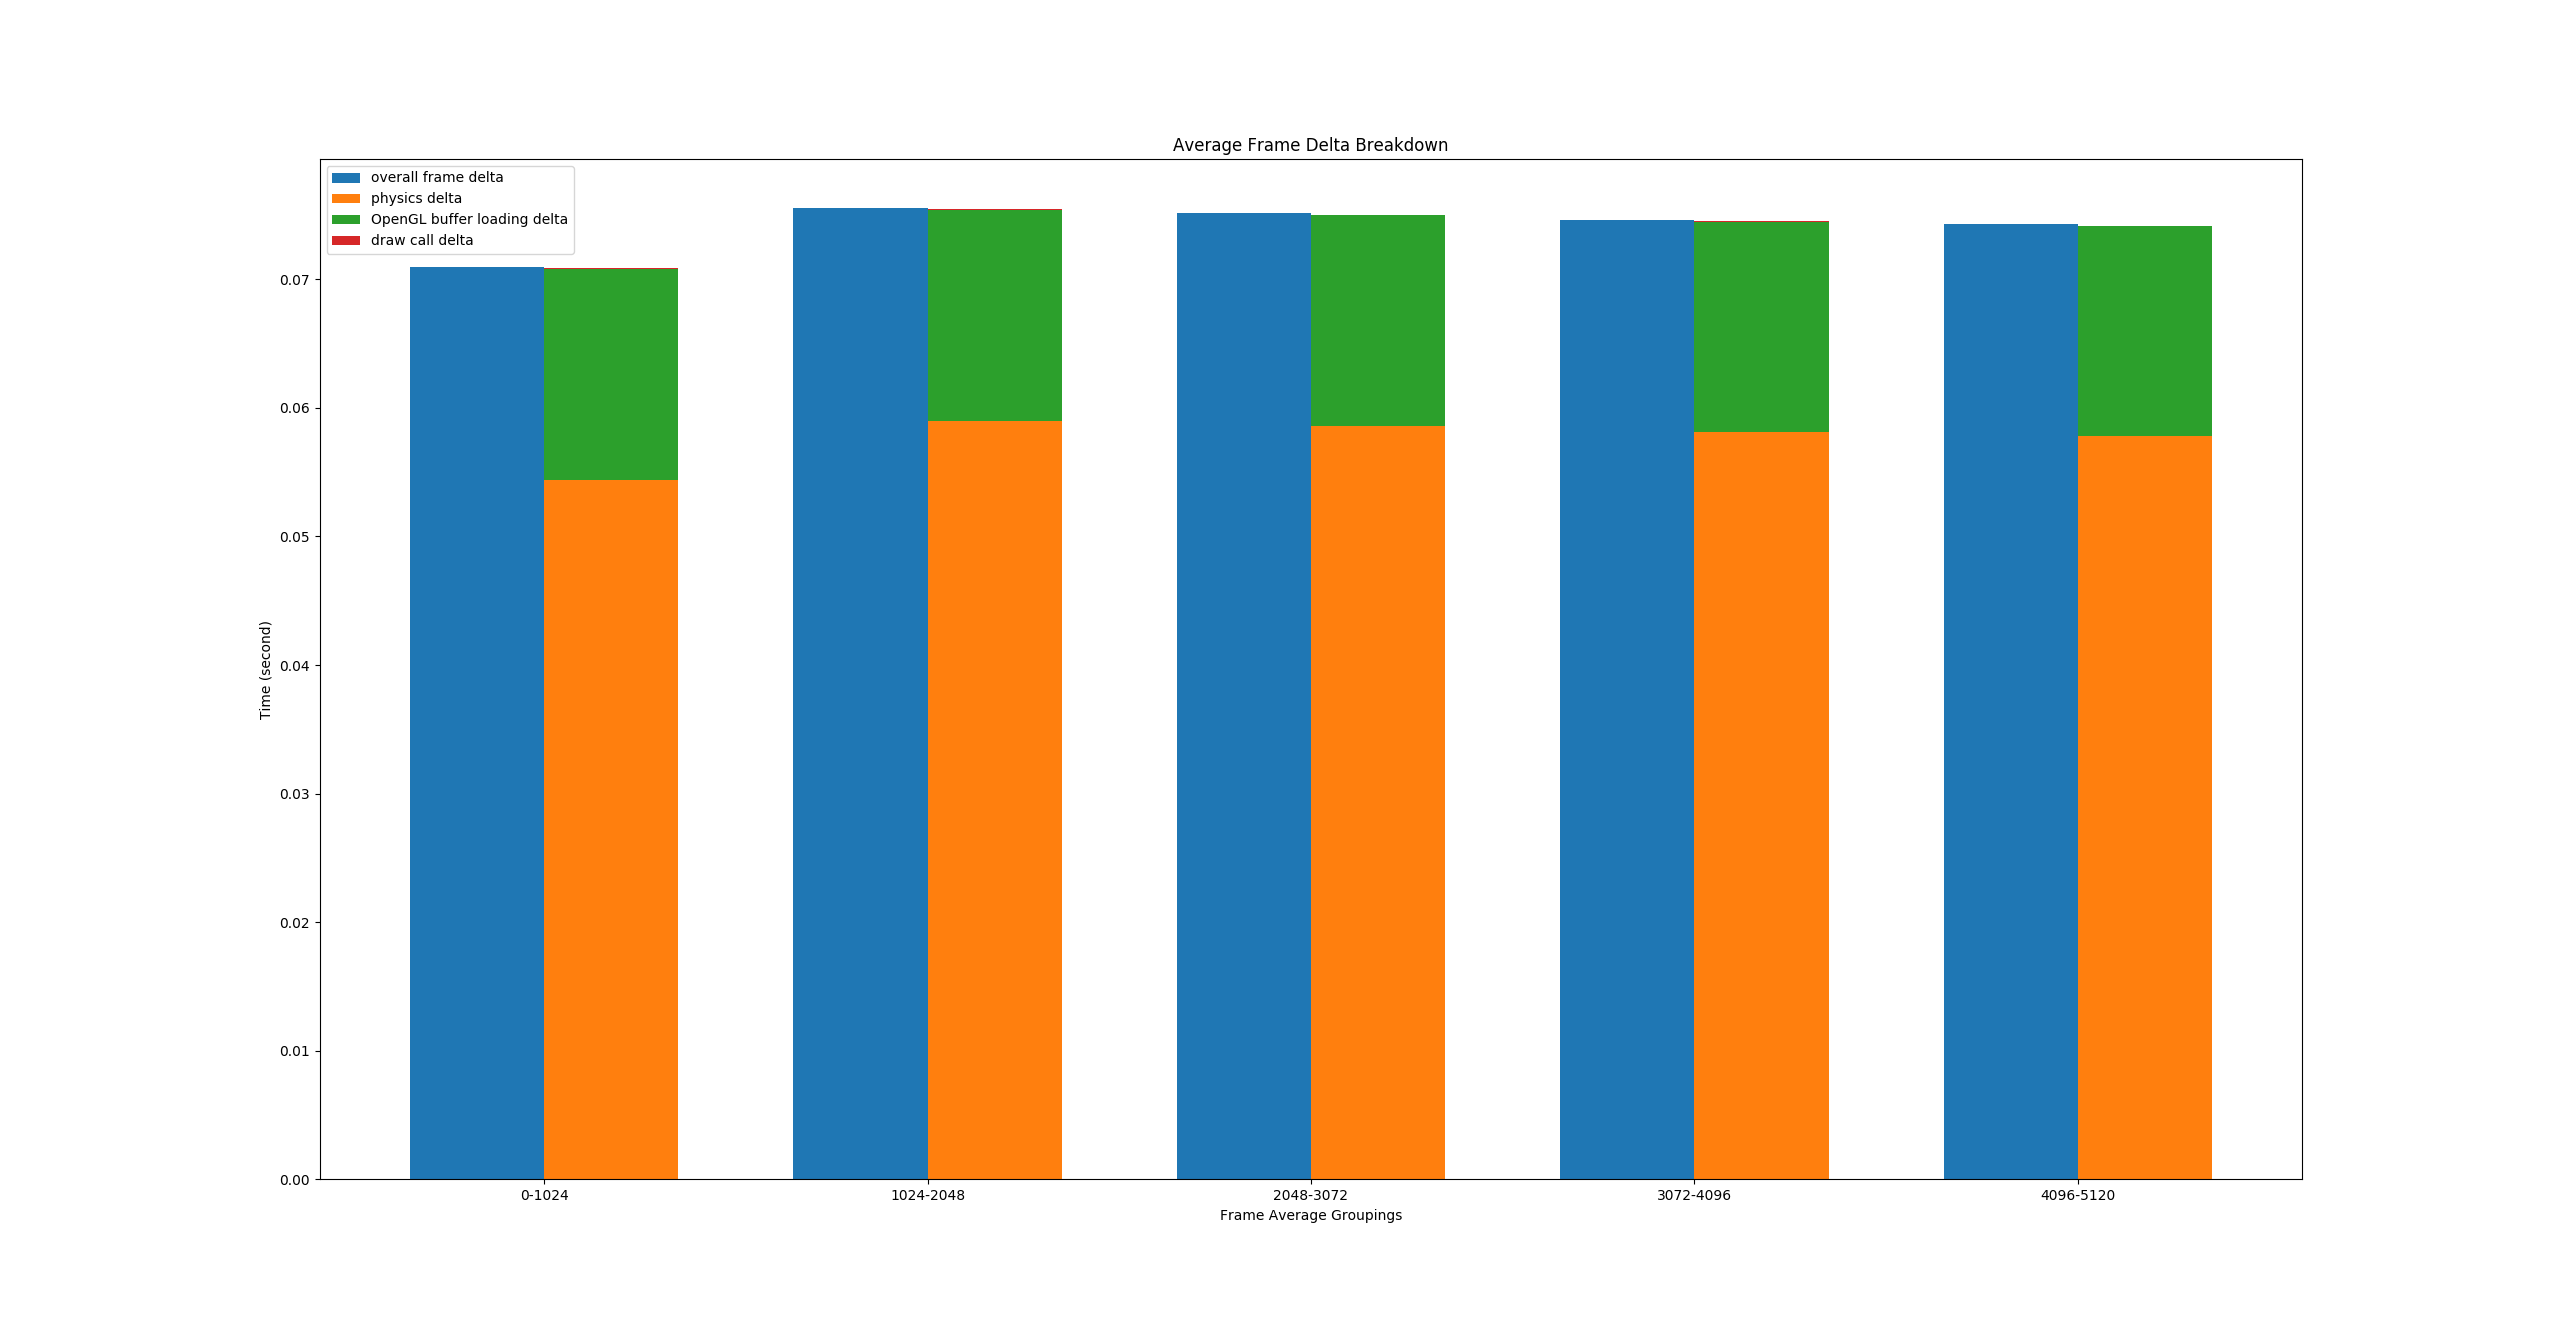 Average Frame Delta Breakdown
overall frame delta
physics delta
OpenGL buffer loading delta
draw call delta
0.07
0.06
0.05
0.04
0.03
0.02
0.01
0.00
Time (second)
0-1024
1024-2048
2048-3072
3072-4096
4096-5120
Frame Average Groupings